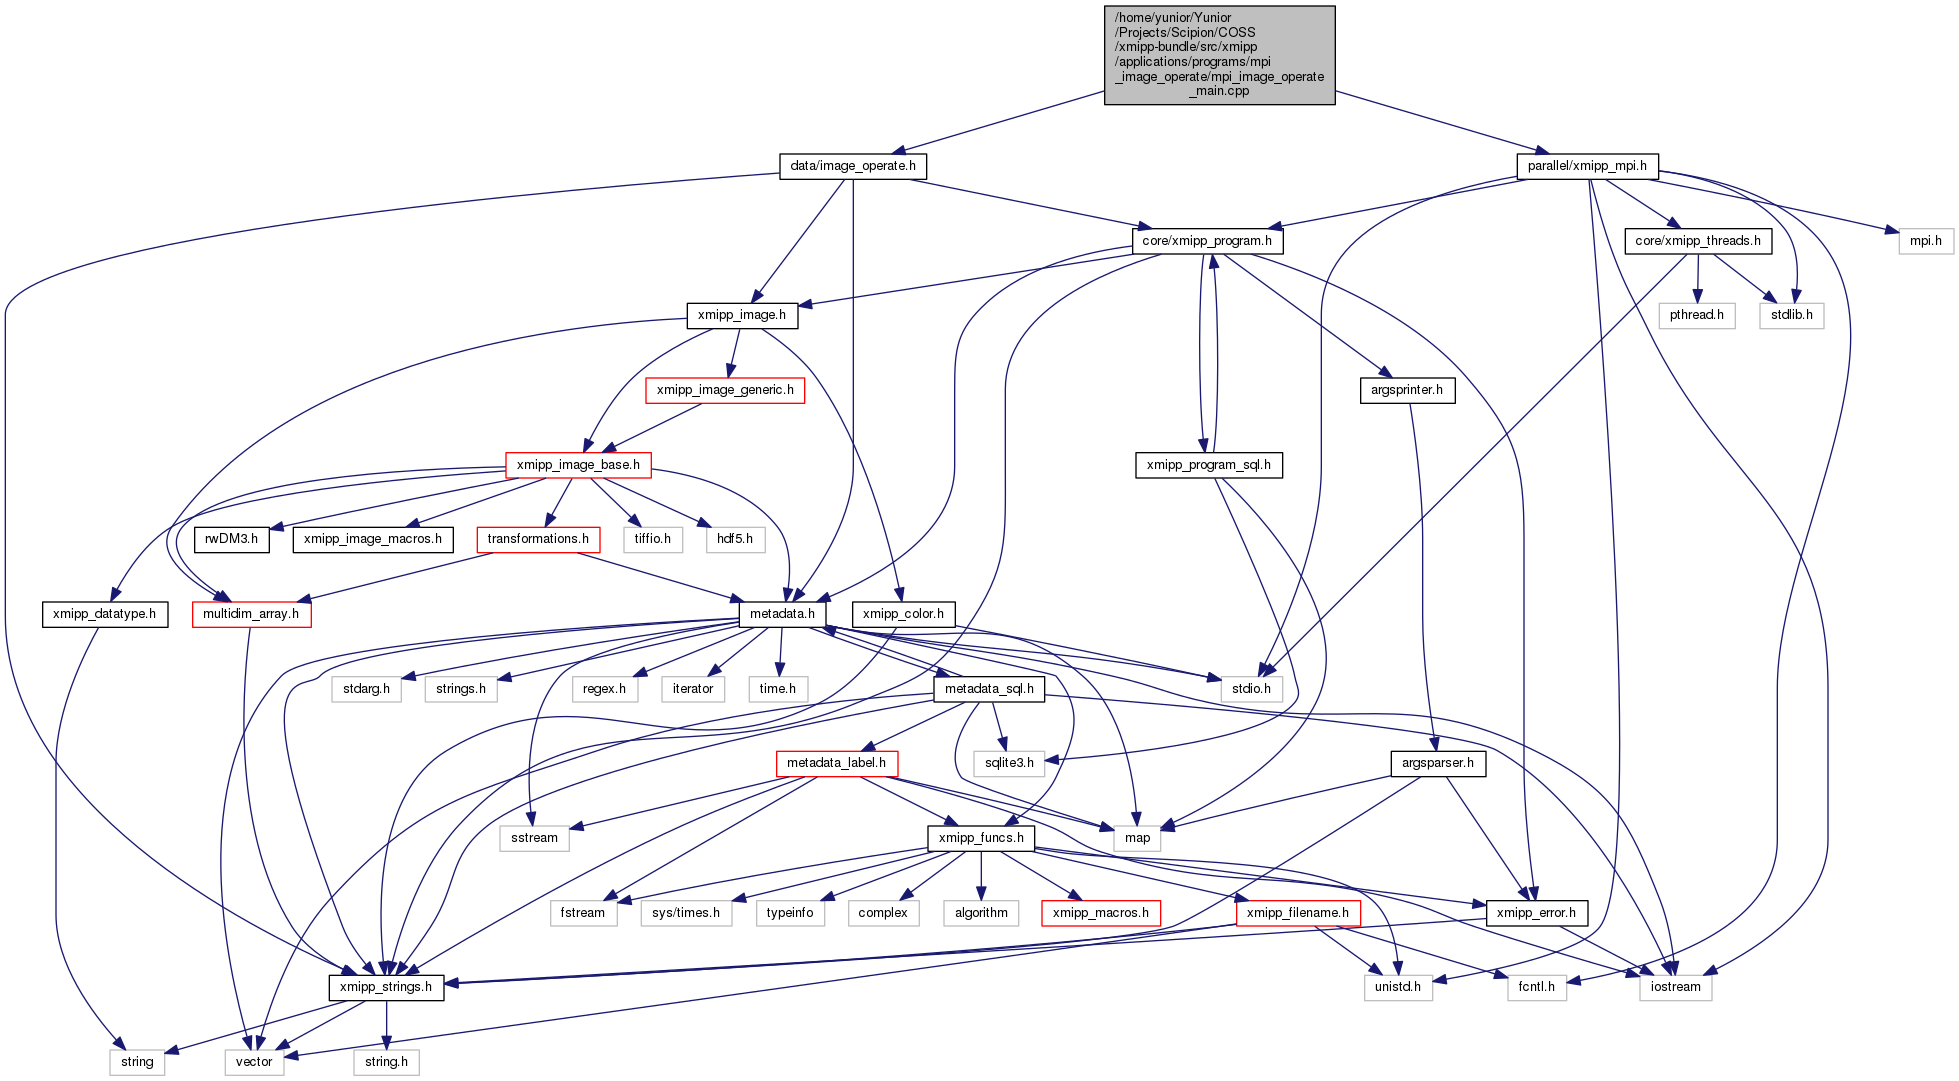 /home/yunior/Yunior
/Projects/Scipion/COSS
/xmipp-bundle/src/xmipp
/applications/programs/mpi
_image_operate/mpi_image_operate
_main.cpp
data/image_operate.h
parallel/xmipp_mpi.h
core/xmipp_program.h
core/xmipp_threads.h
mpi.h
xmipp_image.h
pthread.h
stdlib.h
xmipp_image_generic.h
argsprinter.h
xmipp_image_base.h
xmipp_program_sql.h
rwDM3.h
xmipp_image_macros.h
transformations.h
tiffio.h
hdf5.h
xmipp_datatype.h
multidim_array.h
metadata.h
xmipp_color.h
stdarg.h
strings.h
regex.h
iterator
time.h
metadata_sql.h
stdio.h
metadata_label.h
sqlite3.h
argsparser.h
sstream
xmipp_funcs.h
map
fstream
sys/times.h
typeinfo
complex
algorithm
xmipp_macros.h
xmipp_filename.h
xmipp_error.h
xmipp_strings.h
unistd.h
fcntl.h
iostream
string
vector
string.h